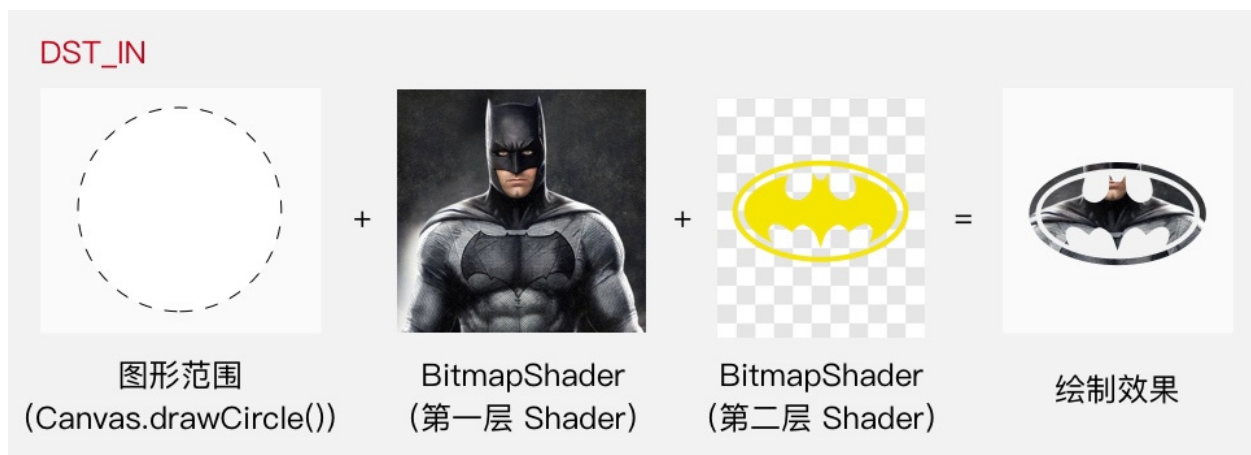 DST_IN
+
+
=
图形范围
(Canvas.drawCircle())
BitmapShader
(第一层 Shader)
BitmapShader
(第二层 Shader)
绘制效果